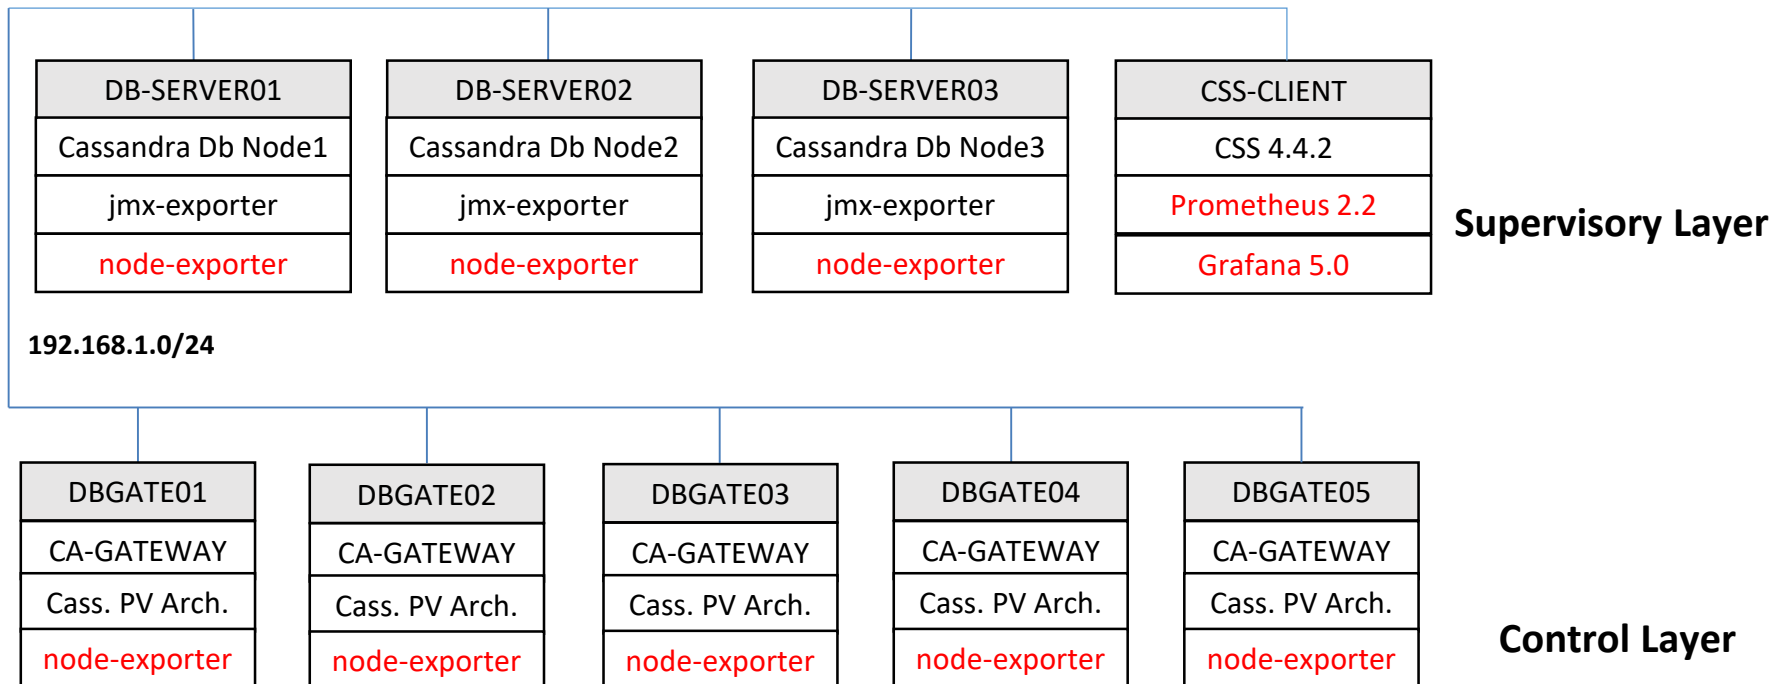 DB-SERVER01
Cassandra Db Node1
jmx-exporter
node-exporter
DB-SERVER02
Cassandra Db Node2
jmx-exporter
node-exporter
DB-SERVER03
Cassandra Db Node3
jmx-exporter
node-exporter
CSS-CLIENT
CSS 4.4.2
Prometheus 2.2
Grafana 5.0
Supervisory Layer
192.168.1.0/24
DBGATE01
CA-GATEWAY
Cass. PV Arch.
node-exporter
DBGATE02
CA-GATEWAY
Cass. PV Arch.
node-exporter
DBGATE03
CA-GATEWAY
Cass. PV Arch.
node-exporter
DBGATE04
CA-GATEWAY
Cass. PV Arch.
node-exporter
DBGATE05
CA-GATEWAY
Cass. PV Arch.
node-exporter
Control Layer